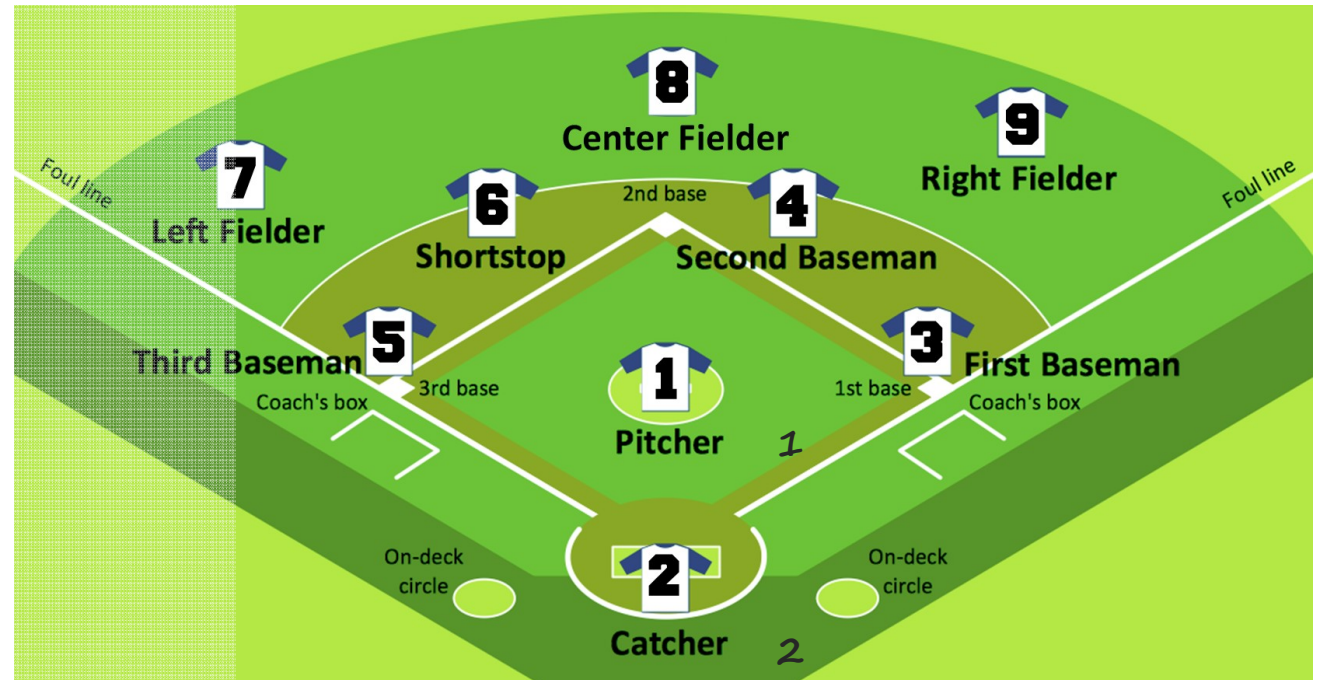 8
Center Fielder
9
Right Fielder
7
Left Fielder
Foul line
Foul line
6
Shortstop
2nd base
4
Second Baseman
5
Third Baseman
3rd base
Coach's box
3
First Baseman
1st base
Coach's box
1
Pitcher
1
On-deck
circle
On-deck
circle
2
Catcher
2